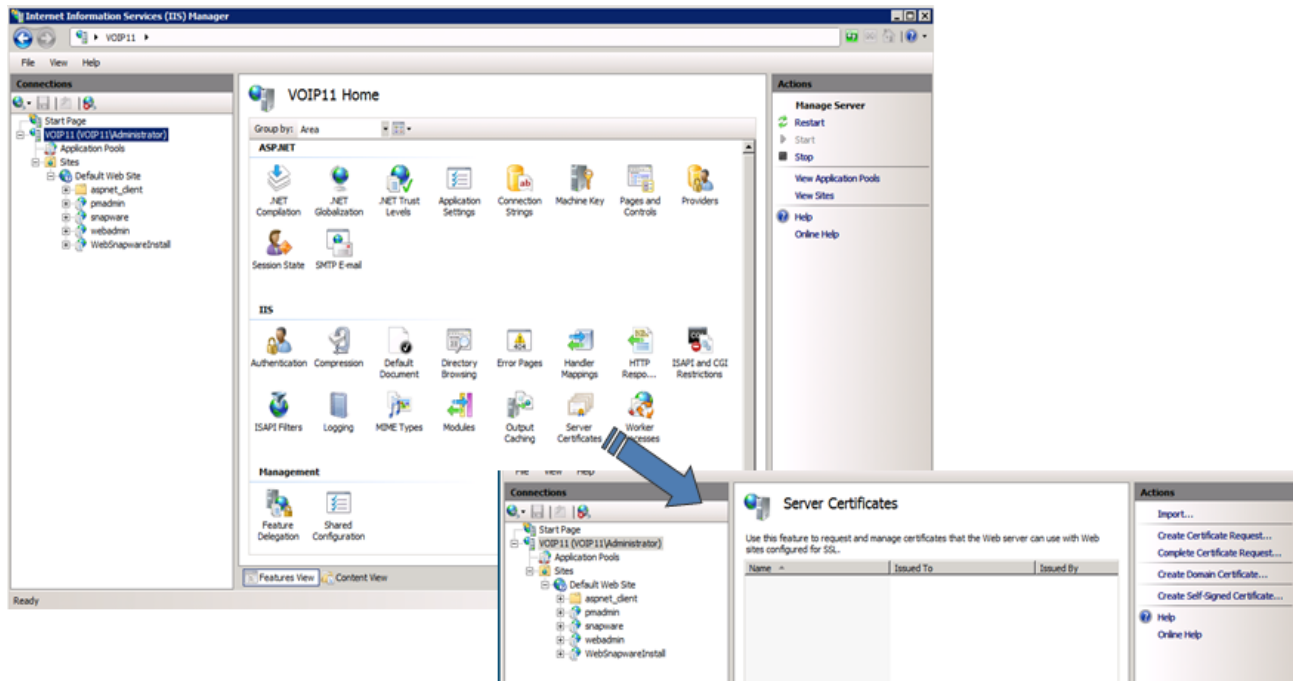 Internet Information Services (IIS) Manager
VOIP11
File View Help
Connections
Start Page
VOIP11 (VOIP11\Administrator)
Application Pools
Sites
Default Web Site
aspnet_client
pmadmin
snapware
webadmin
WebSnapwareInstall
VOIP11 Home
Group by: Area
ASP.NET
.NET Compilation
.NET Globalization
.NET Trust Levels
Application Settings
Connection Strings
Machine Key
Pages and Controls
Providers
Session State
SMTP E-mail
IIS
Authentication
Compression
Default Document
Directory Browsing
Error Pages
Handler Mappings
HTTP Respo...
ISAPI and CGI Restrictions
ISAPI Filters
Logging
MIME Types
Modules
Output Caching
Server Certificates
Worker
Management
Feature Delegation
Shared Configuration
Features View
Content View
Ready
Actions
Manage Server
Restart
Start
Stop
View Application Pools
View Sites
Help
Online Help
File View Help
Connections
Start Page
VOIP11 (VOIP11\Administrator)
Application Pools
Sites
Default Web Site
aspnet_client
pmadmin
snapware
webadmin
WebSnapwareInstall
Server Certificates
Use this feature to request and manage certificates that the Web server can use with Web
sites configured for SSL.
Name Issued To Issued By
Actions
Import...
Create Certificate Request...
Complete Certificate Request...
Create Domain Certificate...
Create Self-Signed Certificate...
Help
Online Help